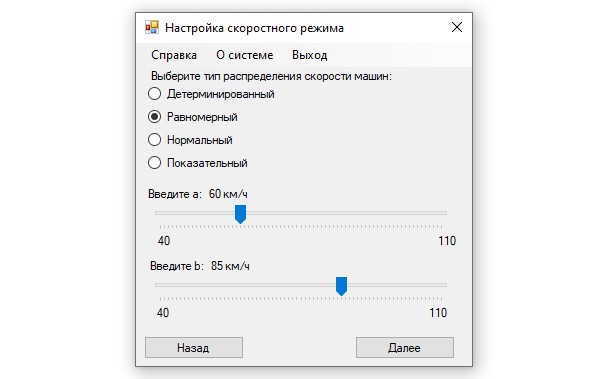 Настройка скоростного режима
Справка О системе Выход
Выберите тип распределения скорости машин:
Детерминированный
Равномерный
Нормальный
Показательный
Введите a: 60 км/ч
40 110
Введите b: 85 км/ч
40 110
Назад Далее